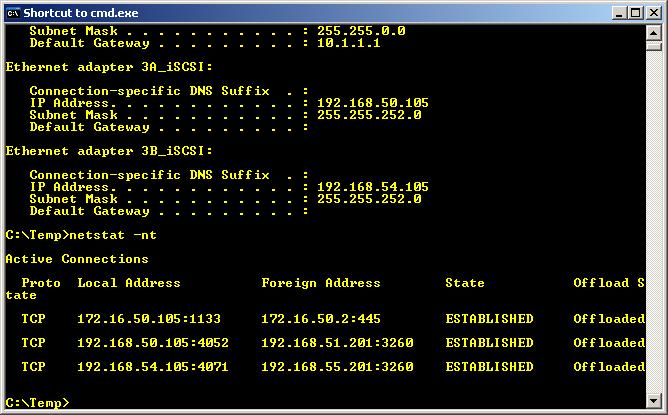 Shortcut to cmd.exe
Subnet Mask . . . . . . . . . . . : 255.255.0.0
Default Gateway . . . . . . . . . : 10.1.1.1
Ethernet adapter 3A_iSCSI:
Connection-specific DNS Suffix  . :
IP Address. . . . . . . . . . . . : 192.168.50.105
Subnet Mask . . . . . . . . . . . : 255.255.252.0
Default Gateway . . . . . . . . . :
Ethernet adapter 3B_iSCSI:
Connection-specific DNS Suffix  . :
IP Address. . . . . . . . . . . . : 192.168.54.105
Subnet Mask . . . . . . . . . . . : 255.255.252.0
Default Gateway . . . . . . . . . :
C:\Temp>netstat -nt
Active Connections
Proto  Local Address          Foreign Address        State           Offload S
tate
TCP    172.16.50.105:1133     172.16.50.2:445        ESTABLISHED     Offloaded
TCP    192.168.50.105:4052    192.168.51.201:3260    ESTABLISHED     Offloaded
TCP    192.168.54.105:4071    192.168.55.201:3260    ESTABLISHED     Offloaded
C:\Temp>